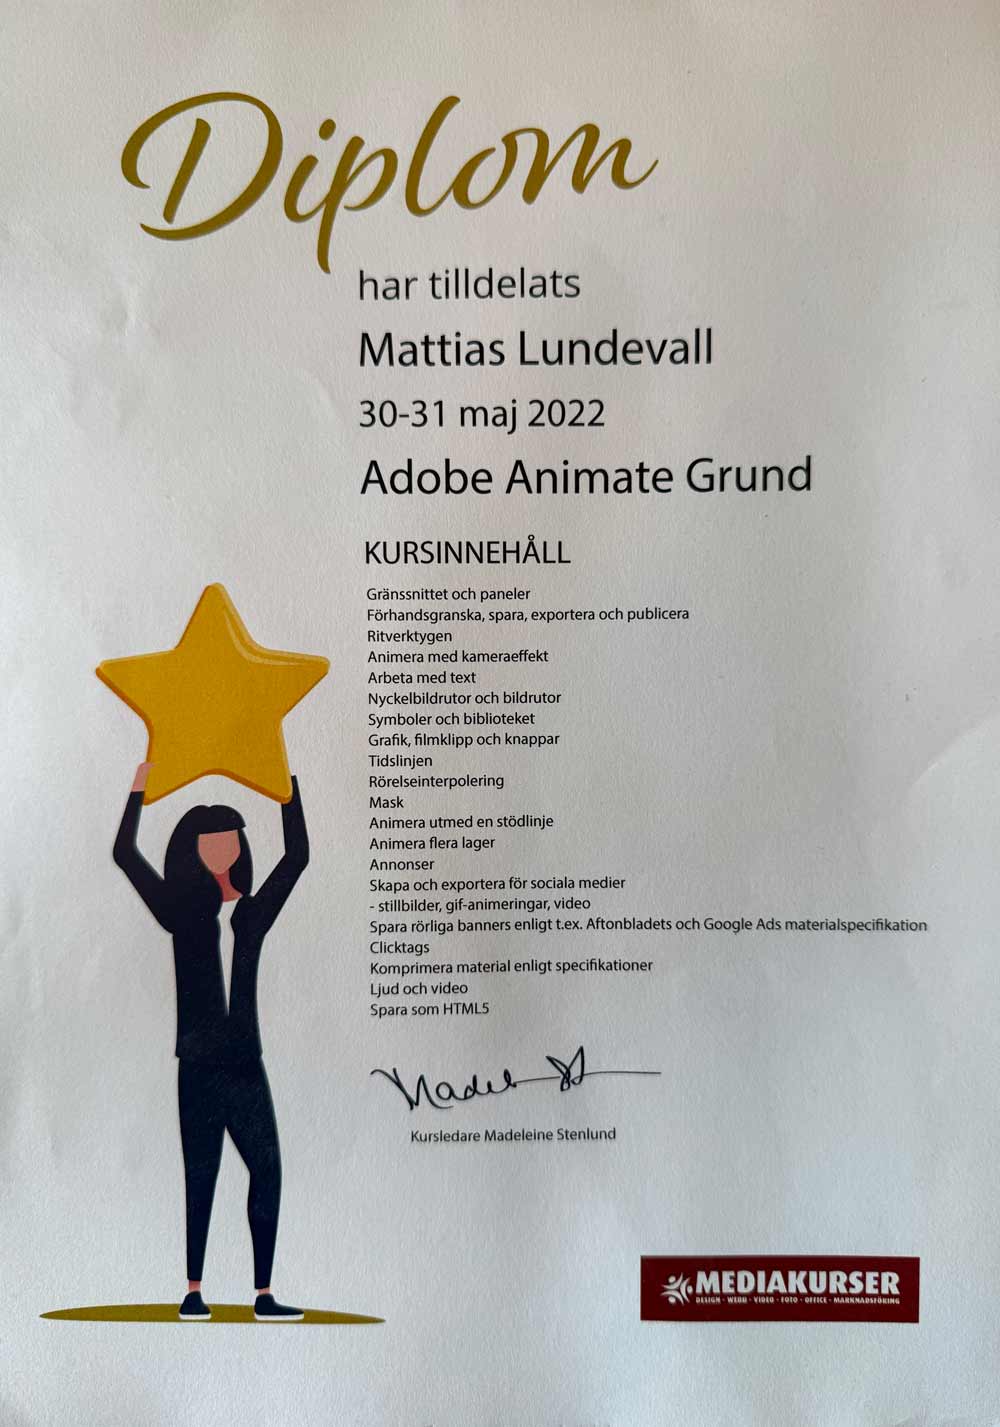 Diplom
har tilldelats
Mattias Lundevall
30-31 maj 2022
Adobe Animate Grund
KURSINNEHÅLL
Gränssnittet och paneler
Förhandsgranska, spara, exportera och publicera
Ritverktygen
Animera med kameraeffekt
Arbeta med text
Nyckelbildrutor och bildrutor
Symboler och biblioteket
Grafik, filmklipp och knappar
Tidslinjen
Rörelseinterpolering
Mask
Animera utmed en stödlinje
Animera flera lager
Annonser
Skapa och exportera för sociala medier
- stillbilder, gif-animeringar, video
Spara rörliga banners enligt t.ex. Aftonbladets och Google Ads materialspecifikation
Clicktags
Komprimera material enligt specifikationer
Ljud och video
Spara som HTML5
Kursledare Madeleine Stenlund
MEDIAKURSER
DESIGN - WEBB - VIDEO - FOTO - OFFICE - MARKNADSFÖRING